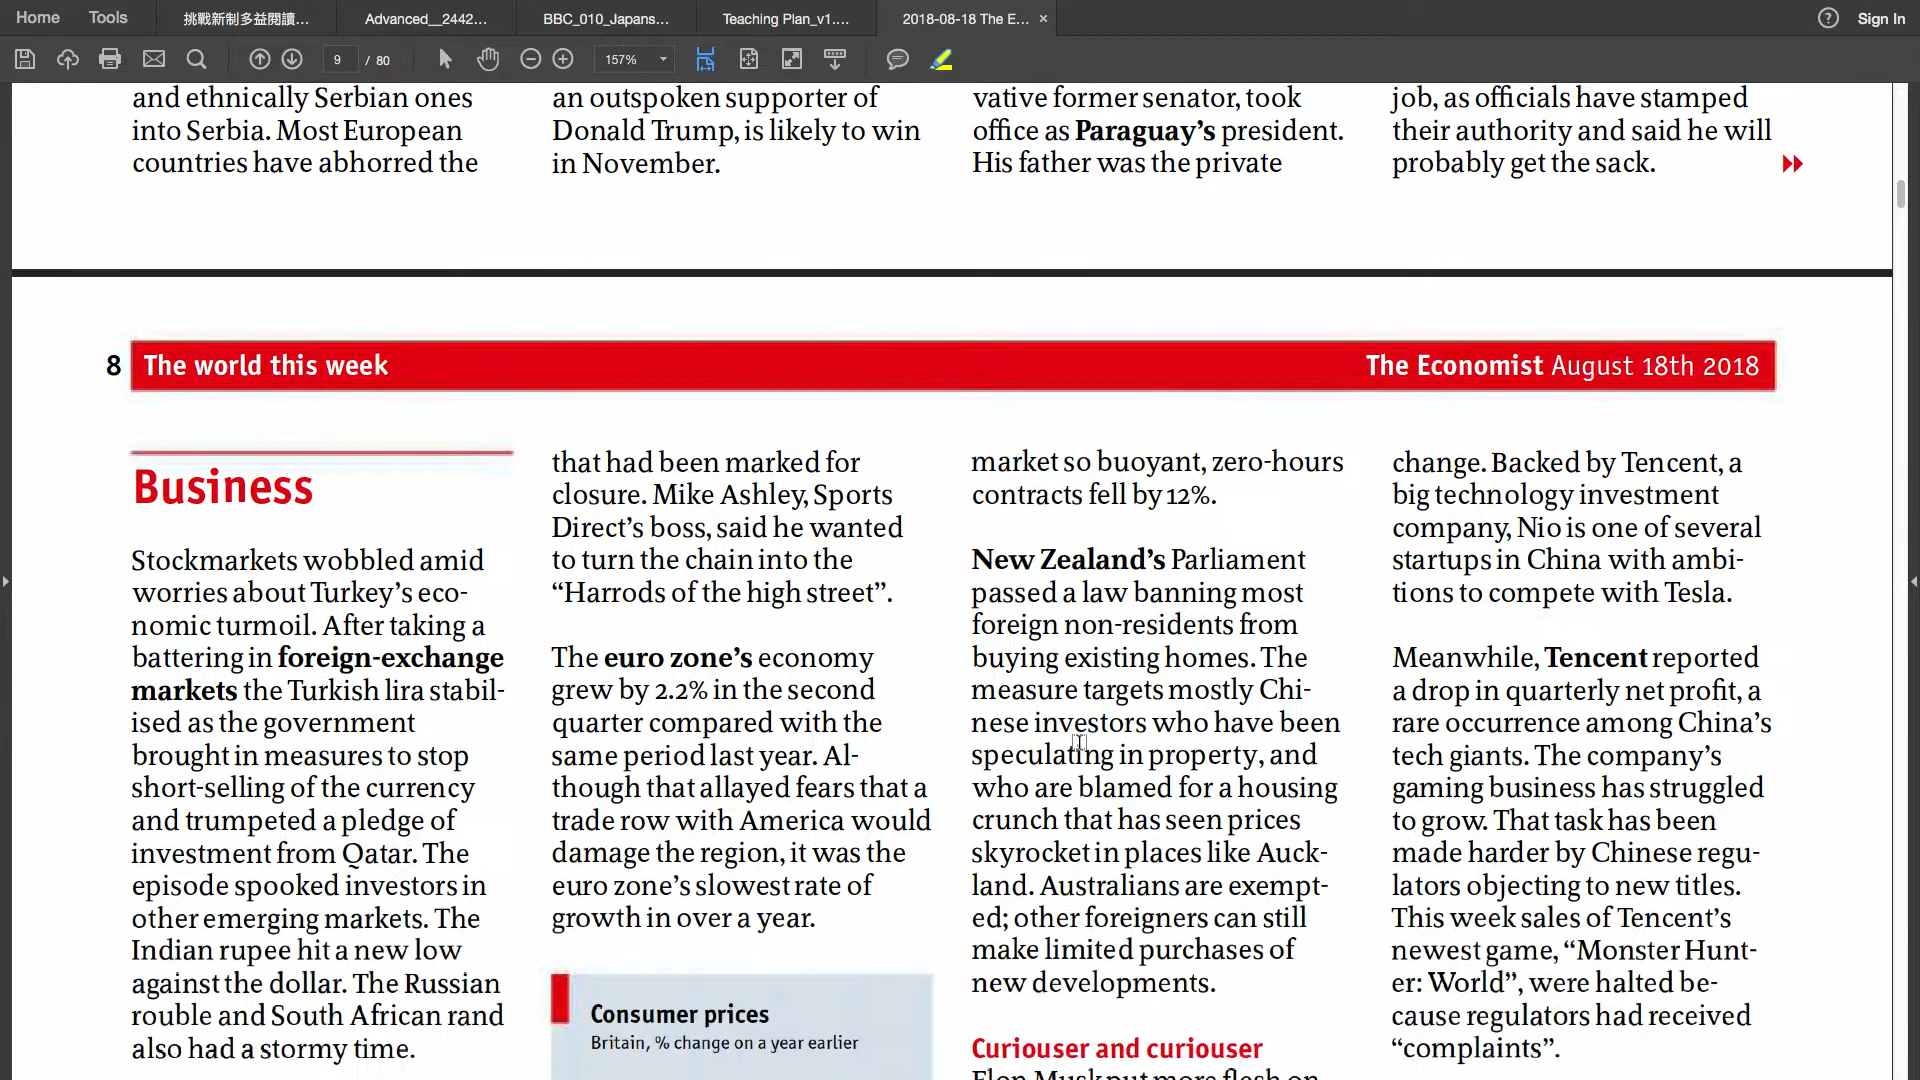 Home
Tools
挑戰新制多益閱讀...
Advanced__2442...
BBC_010_Japans...
Teaching Plan_v1....
2018-08-18 The E...
×
?
Sign In
9
/ 80
157%
and ethnically Serbian ones
into Serbia. Most European
countries have abhorred the
an outspoken supporter of
Donald Trump, is likely to win
in November.
vative former senator, took
office as Paraguay's president.
His father was the private
job, as officials have stamped
their authority and said he will
probably get the sack.
8
The world this week
The Economist August 18th 2018
Business
Stockmarkets wobbled amid
worries about Turkey's eco-
nomic turmoil. After taking a
battering in foreign-exchange
markets the Turkish lira stabil-
ised as the government
brought in measures to stop
short-selling of the currency
and trumpeted a pledge of
investment from Qatar. The
episode spooked investors in
other emerging markets. The
Indian rupee hit a new low
against the dollar. The Russian
rouble and South African rand
also had a stormy time.
that had been marked for
closure. Mike Ashley, Sports
Direct's boss, said he wanted
to turn the chain into the
“Harrods of the high street”.
The euro zone's economy
grew by 2.2% in the second
quarter compared with the
same period last year. Al-
though that allayed fears that a
trade row with America would
damage the region, it was the
euro zone's slowest rate of
growth in over a year.
Consumer prices
Britain, % change on a year earlier
market so buoyant, zero-hours
contracts fell by 12%.
New Zealand's Parliament
passed a law banning most
foreign non-residents from
buying existing homes. The
measure targets mostly Chi-
nese investors who have been
speculating in property, and
who are blamed for a housing
crunch that has seen prices
skyrocket in places like Auck-
land. Australians are exempt-
ed; other foreigners can still
make limited purchases of
new developments.
Curiouser and curiouser
Elon Musk put more flesh on
change. Backed by Tencent, a
big technology investment
company, Nio is one of several
startups in China with ambi-
tions to compete with Tesla.
Meanwhile, Tencent reported
a drop in quarterly net profit, a
rare occurrence among China's
tech giants. The company's
gaming business has struggled
to grow. That task has been
made harder by Chinese regu-
lators objecting to new titles.
This week sales of Tencent's
newest game, “Monster Hunt-
er: World”, were halted be-
cause regulators had received
“complaints”.